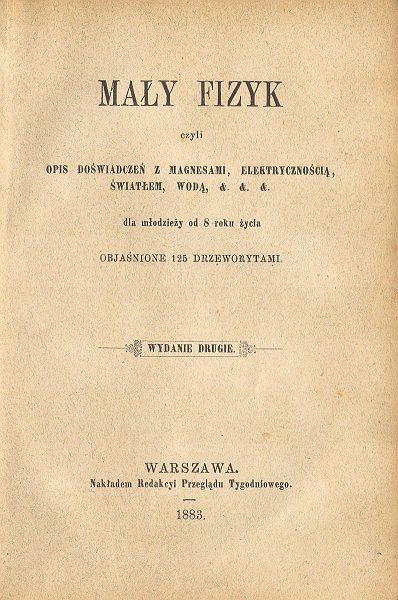 MAŁY FIZYK
czyli
OPIS DOŚWIADCZEŃ Z MAGNESAMI, ELEKTRYCZNOŚCIĄ,
ŚWIATŁEM, WODĄ, &. &. &.
dla młodzieży od 8 roku życia
OBJAŚNIONE 125 DRZEWORYTAMI.
WYDANIE DRUGIE.
WARSZAWA.
Nakładem Redakcyi Przeglądu Tygodniowego.
1883.